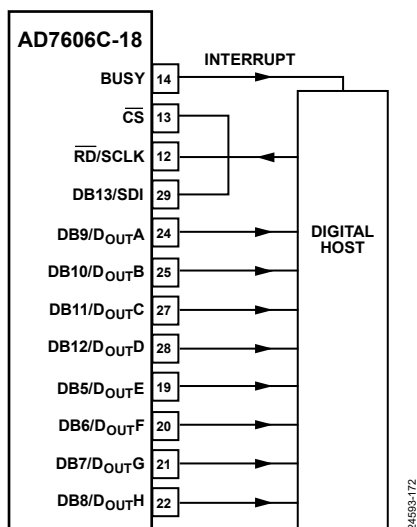 AD7606C-18
INTERRUPT
BUSY 14
CS 13
RD/SCLK 12
DB13/SDI 29
DB9/DOUTA 24
DIGITAL
HOST
DB10/DOUTB 25
DB11/DOUTC 27
DB12/DOUTD 28
DB5/DOUTE 19
DB6/DOUTF 20
DB7/DOUTG 21
DB8/DOUTH 22
24593-172